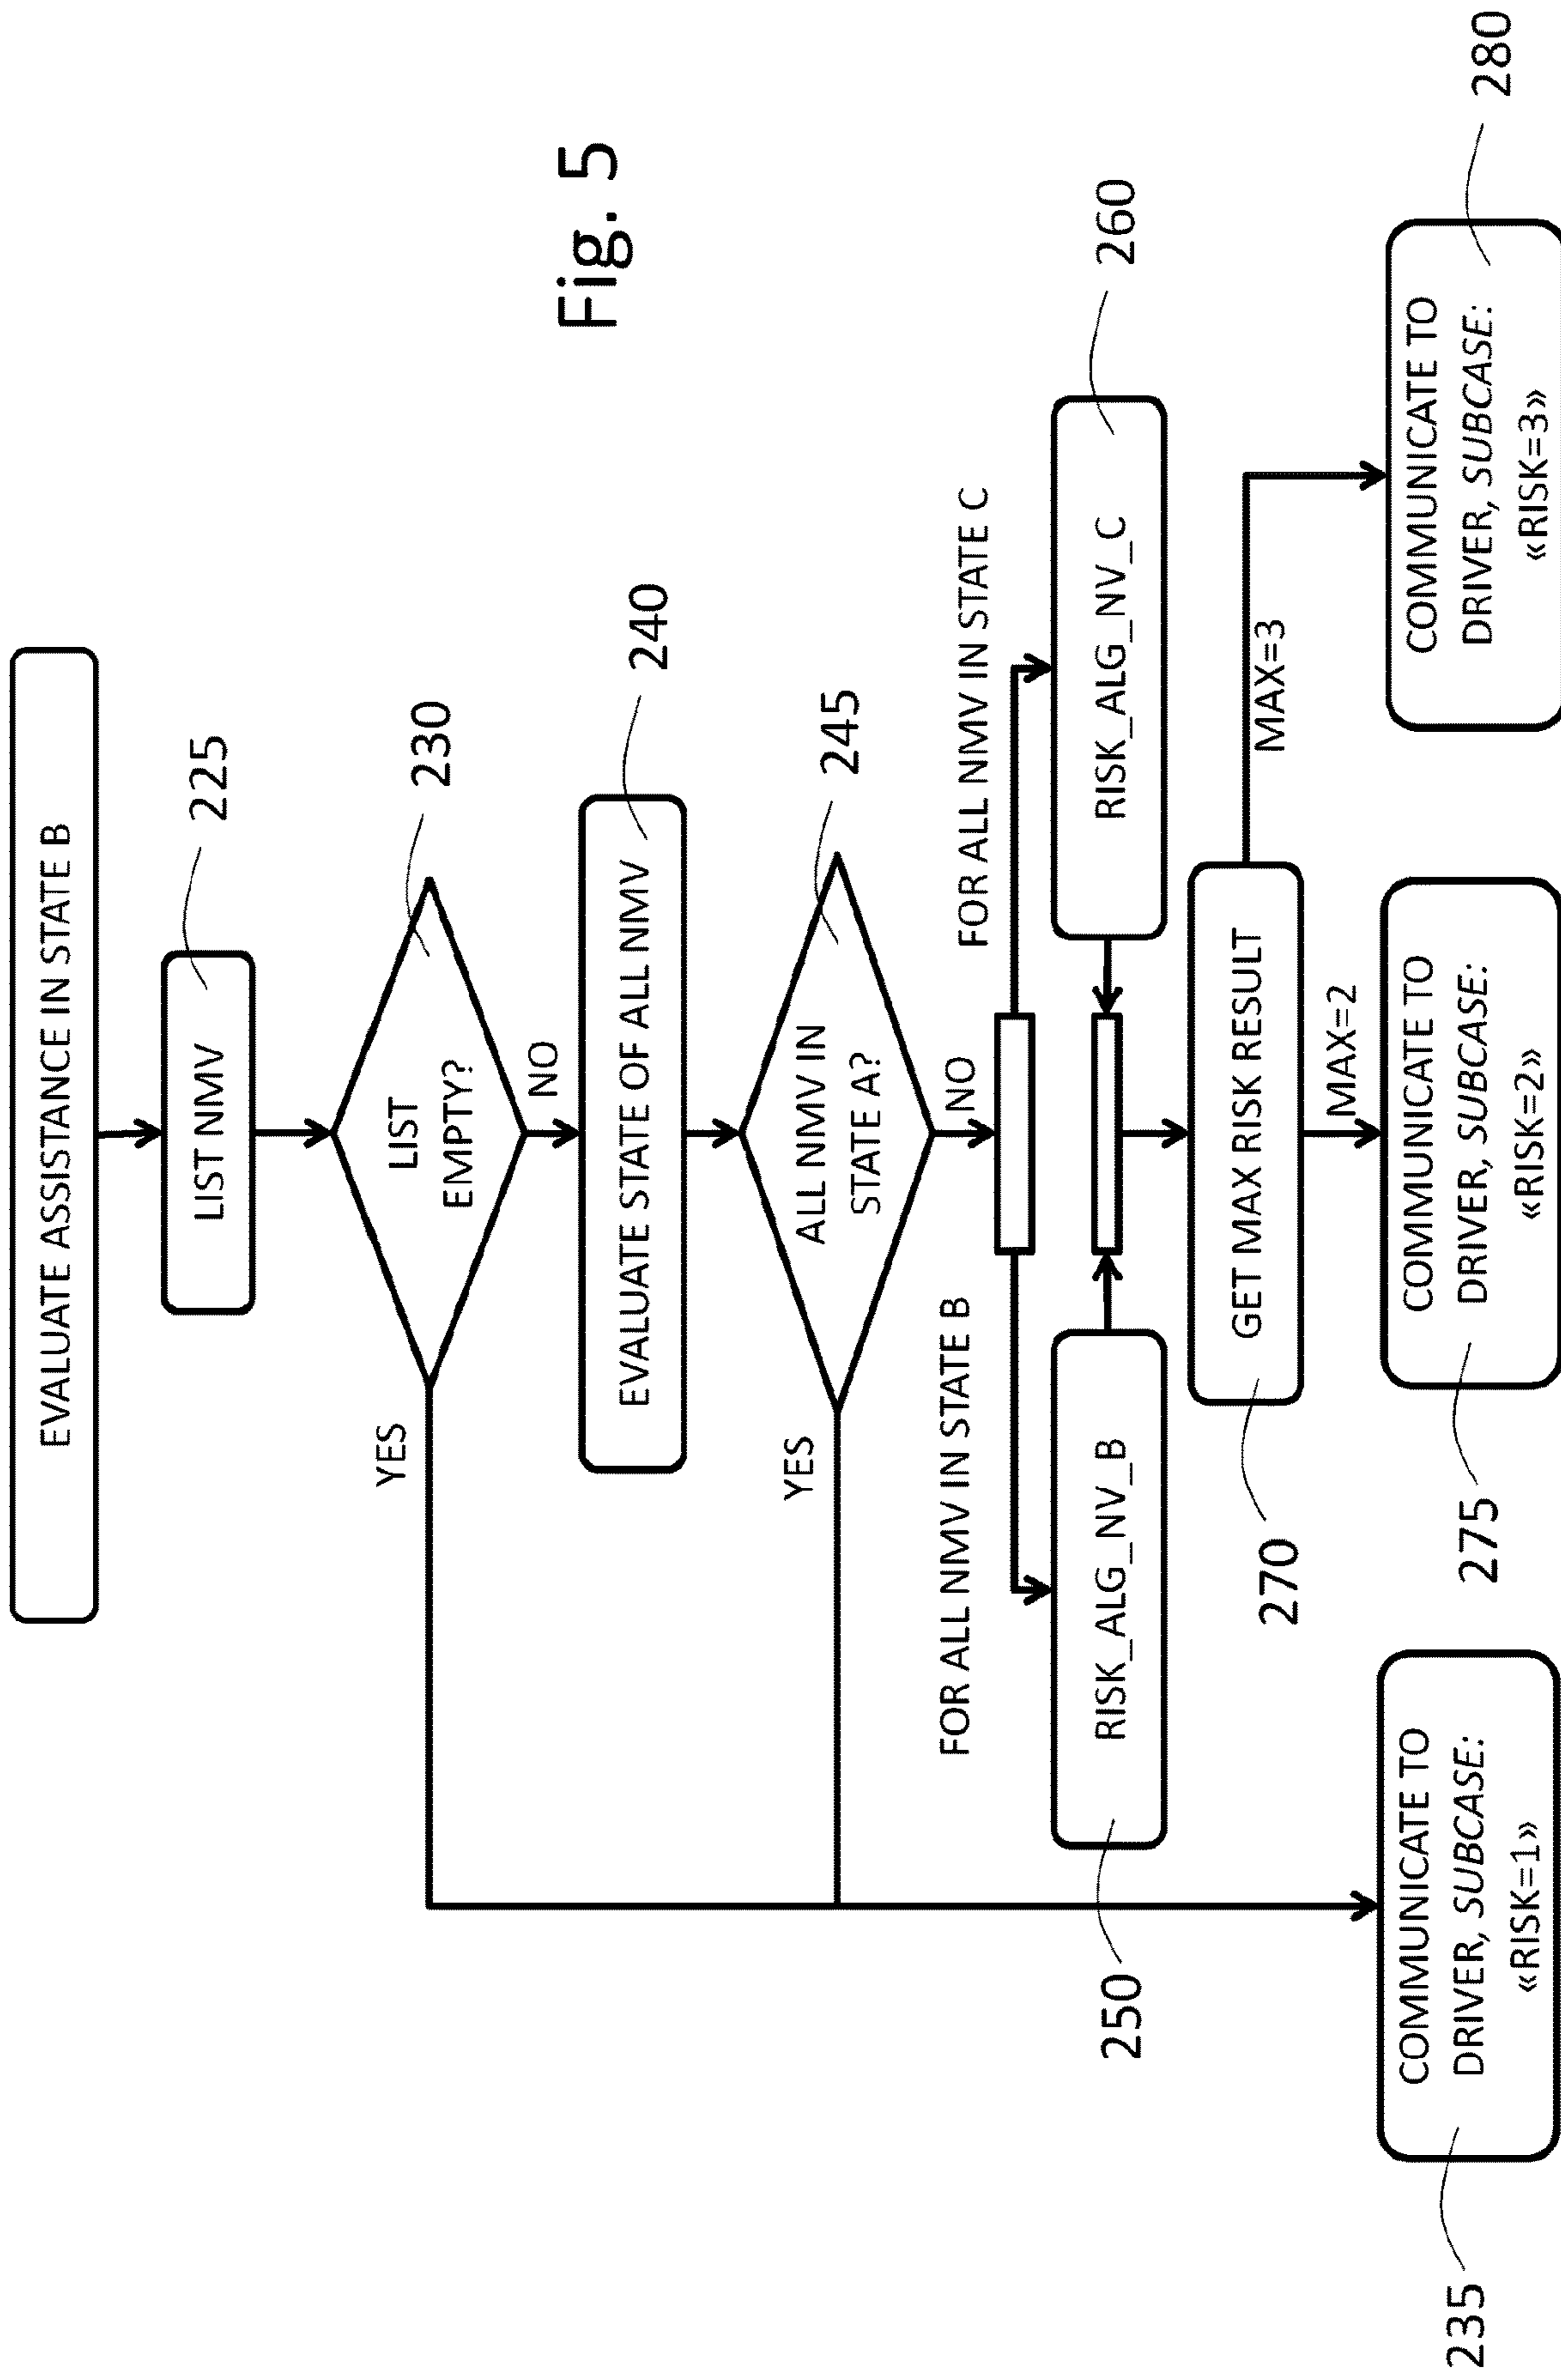 EVALUATE ASSISTANCE IN STATE B
LIST NMV
225
LIST
EMPTY?
230
YES
NO
EVALUATE STATE OF ALL NMV
240
ALL NMV IN
STATE A?
245
YES
NO
Fig. 5
FOR ALL NMV IN STATE B
FOR ALL NMV IN STATE C
RISK_ALG_NV_B
250
RISK_ALG_NV_C
260
GET MAX RISK RESULT
270
MAX=2
MAX=3
COMMUNICATE TO
DRIVER, SUBCASE:
«RISK=1»
235
COMMUNICATE TO
DRIVER, SUBCASE:
«RISK=2»
275
COMMUNICATE TO
DRIVER, SUBCASE:
«RISK=3»
280